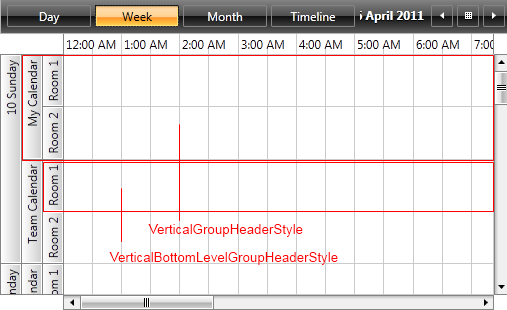 Day Week Month Timeline April 2011
12:00 AM 1:00 AM 2:00 AM 3:00 AM 4:00 AM 5:00 AM 6:00 AM 7:00
10 Sunday
My Calendar
Room 1
Room 2
Team Calendar
Room 1
Room 2
VerticalGroupHeaderStyle
VerticalBottomLevelGroupHeaderStyle
nday
ndar
om 1